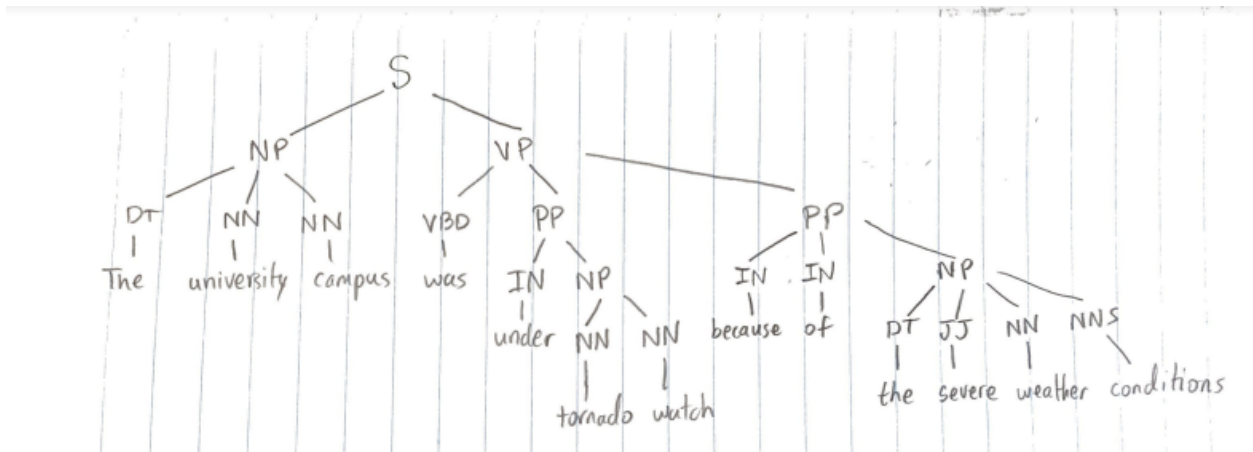 S
NP VP
DT NN NN VBD PP PP
The university campus was IN NP IN IN NP
under NN NN because of DT JJ NN NNS
tornado watch the severe weather conditions